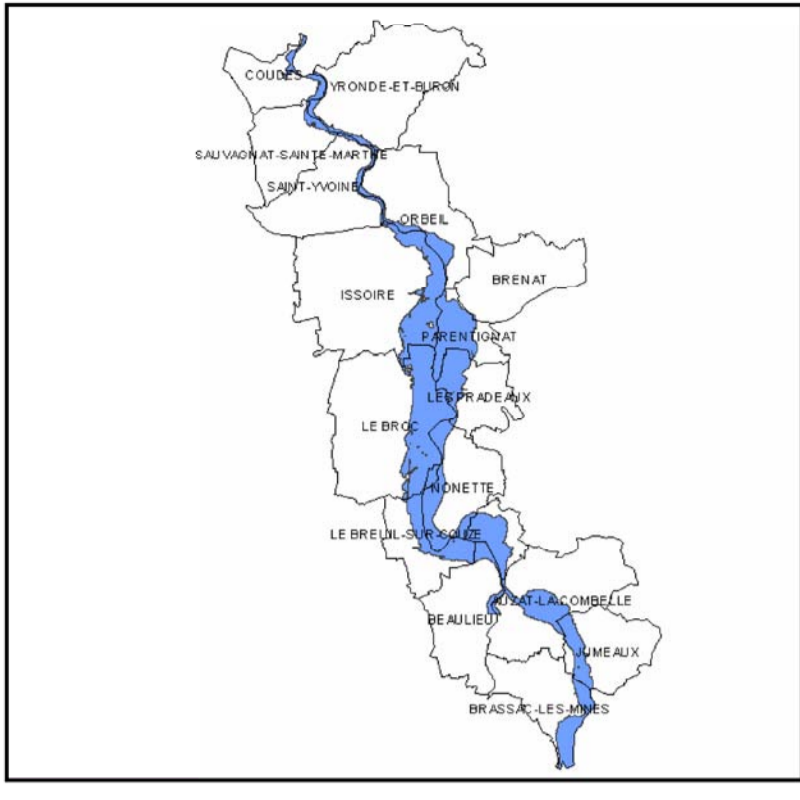 COUDES
YRONDE-ET-BURON
SAUVAGNAT-SAINTE-MARTHE
SAINT-YVOINE
ORBEIL
BRENAT
ISSOIRE
PARENTIGNAT
LES PRADEAUX
LE BROC
NONETTE
LE BREUIL-SUR-COUZE
AUZAT-LA-COMBELLE
BEAULIEU
JUMEAUX
BRASSAC-LES-MINES